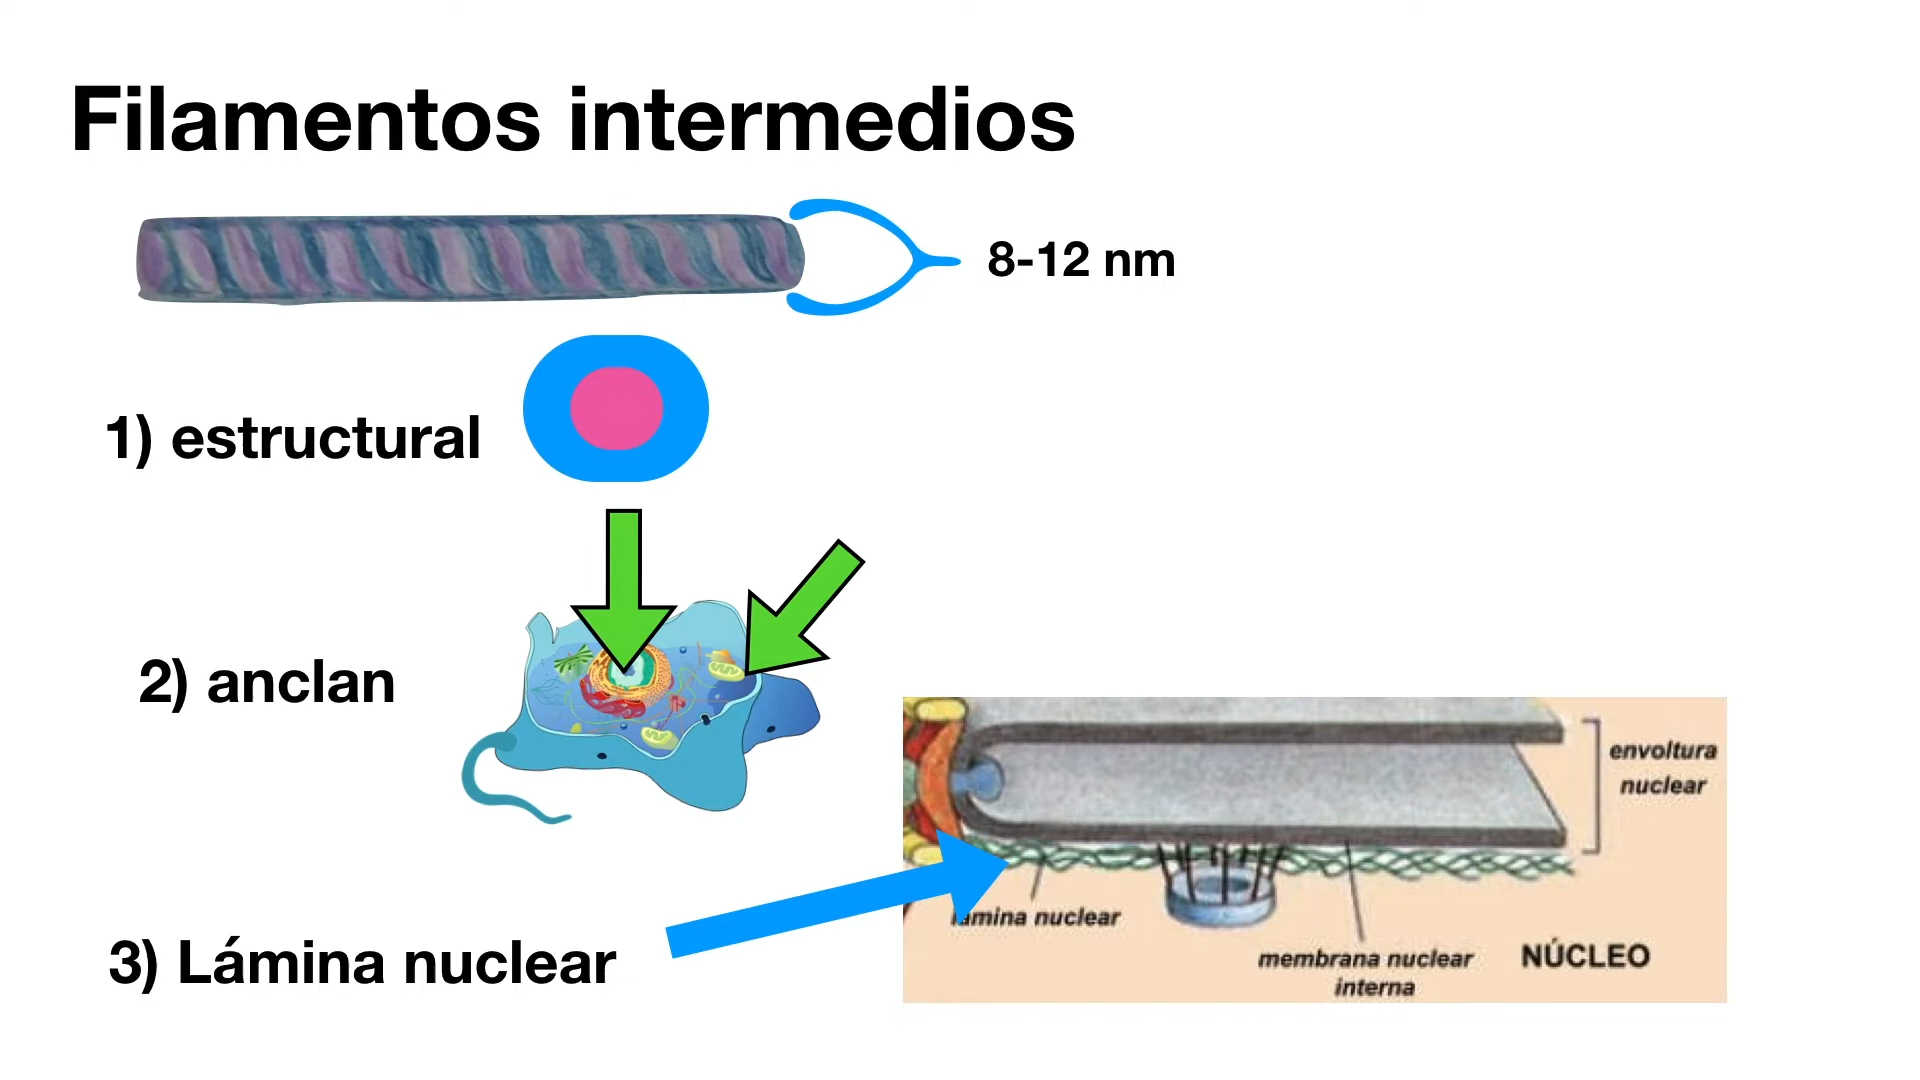 Filamentos intermedios
8-12 nm
1) estructural
2) anclan
envoltura
nuclear
lámina nuclear
membrana nuclear
interna
NÚCLEO
3) Lámina nuclear